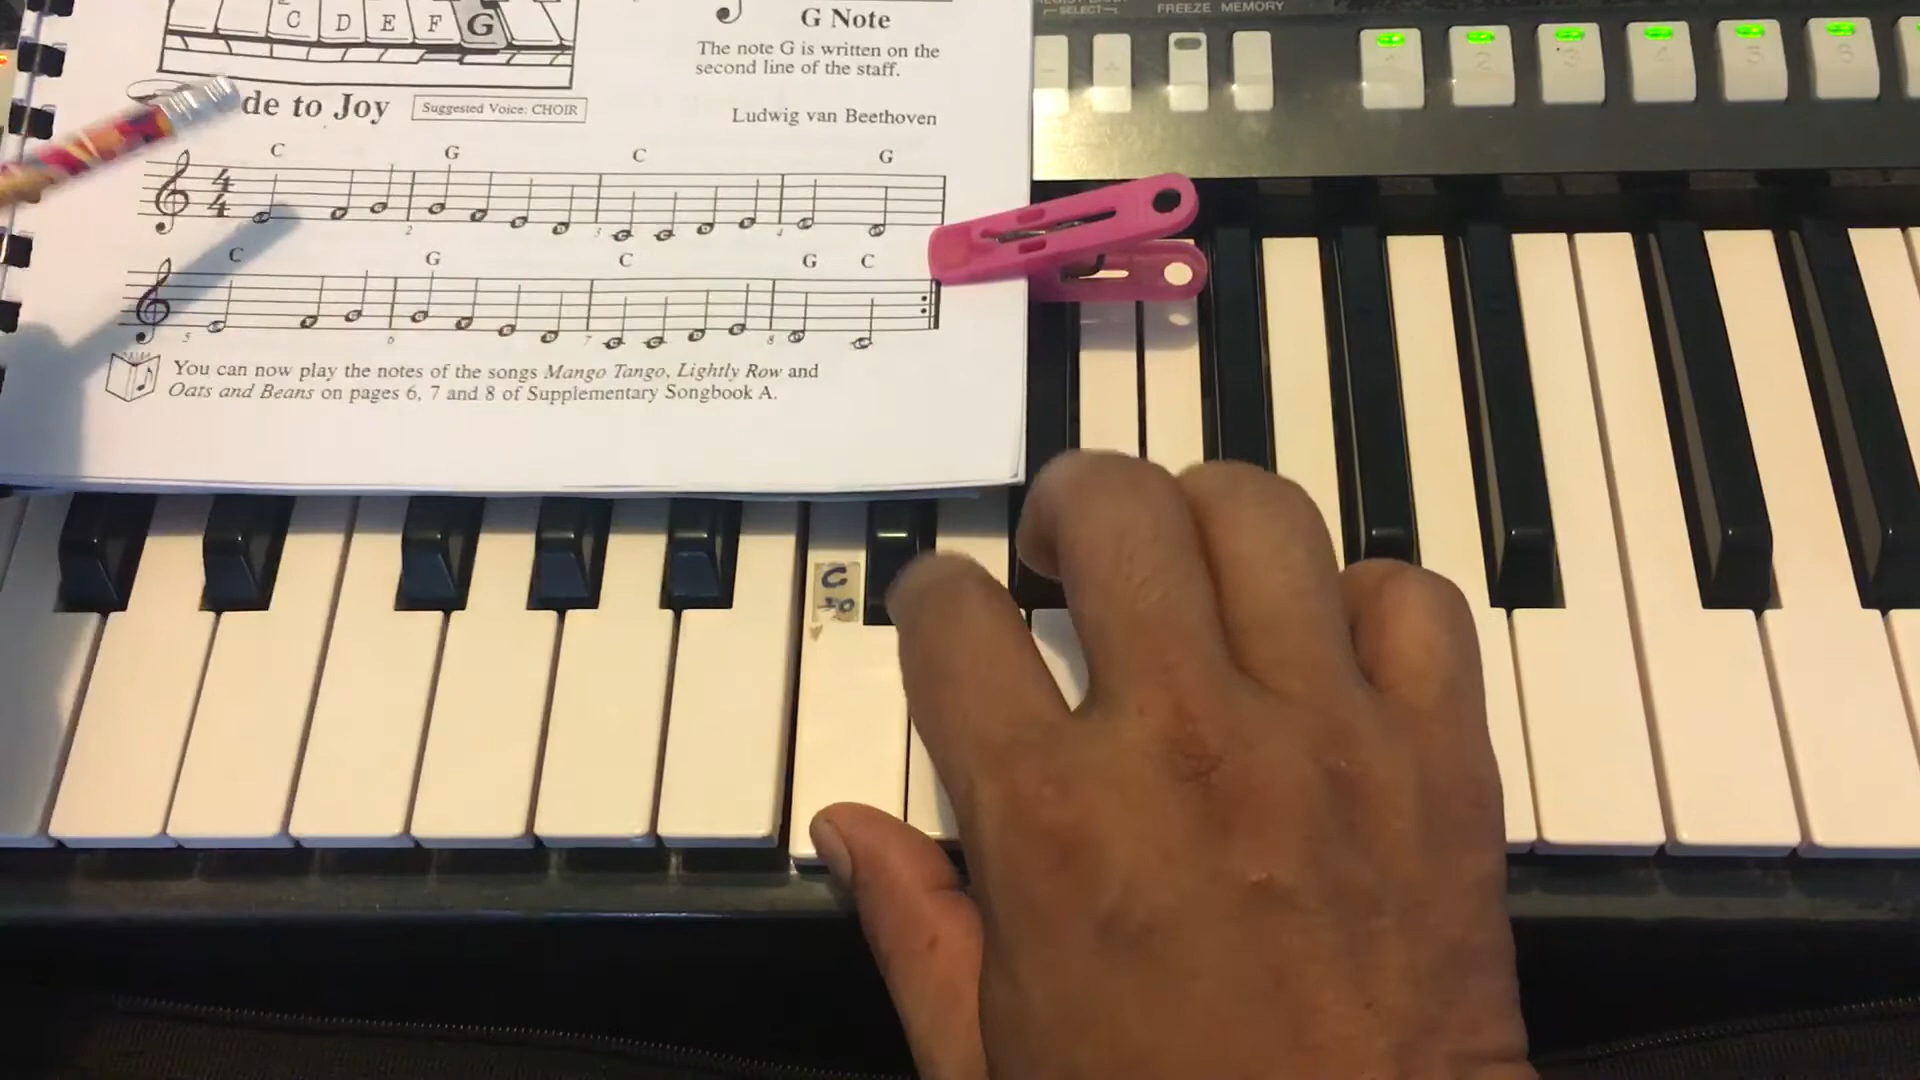 SELECT
FREEZE MEMORY
C D E F G
G Note
The note G is written on the
second line of the staff.
de to Joy
Suggested Voice: CHOIR
Ludwig van Beethoven
C G C G
4
4
2 3 4
C G C G C
5 6 7 8
You can now play the notes of the songs Mango Tango, Lightly Row and
Oats and Beans on pages 6, 7 and 8 of Supplementary Songbook A.
1 2 3 4 5 6
C